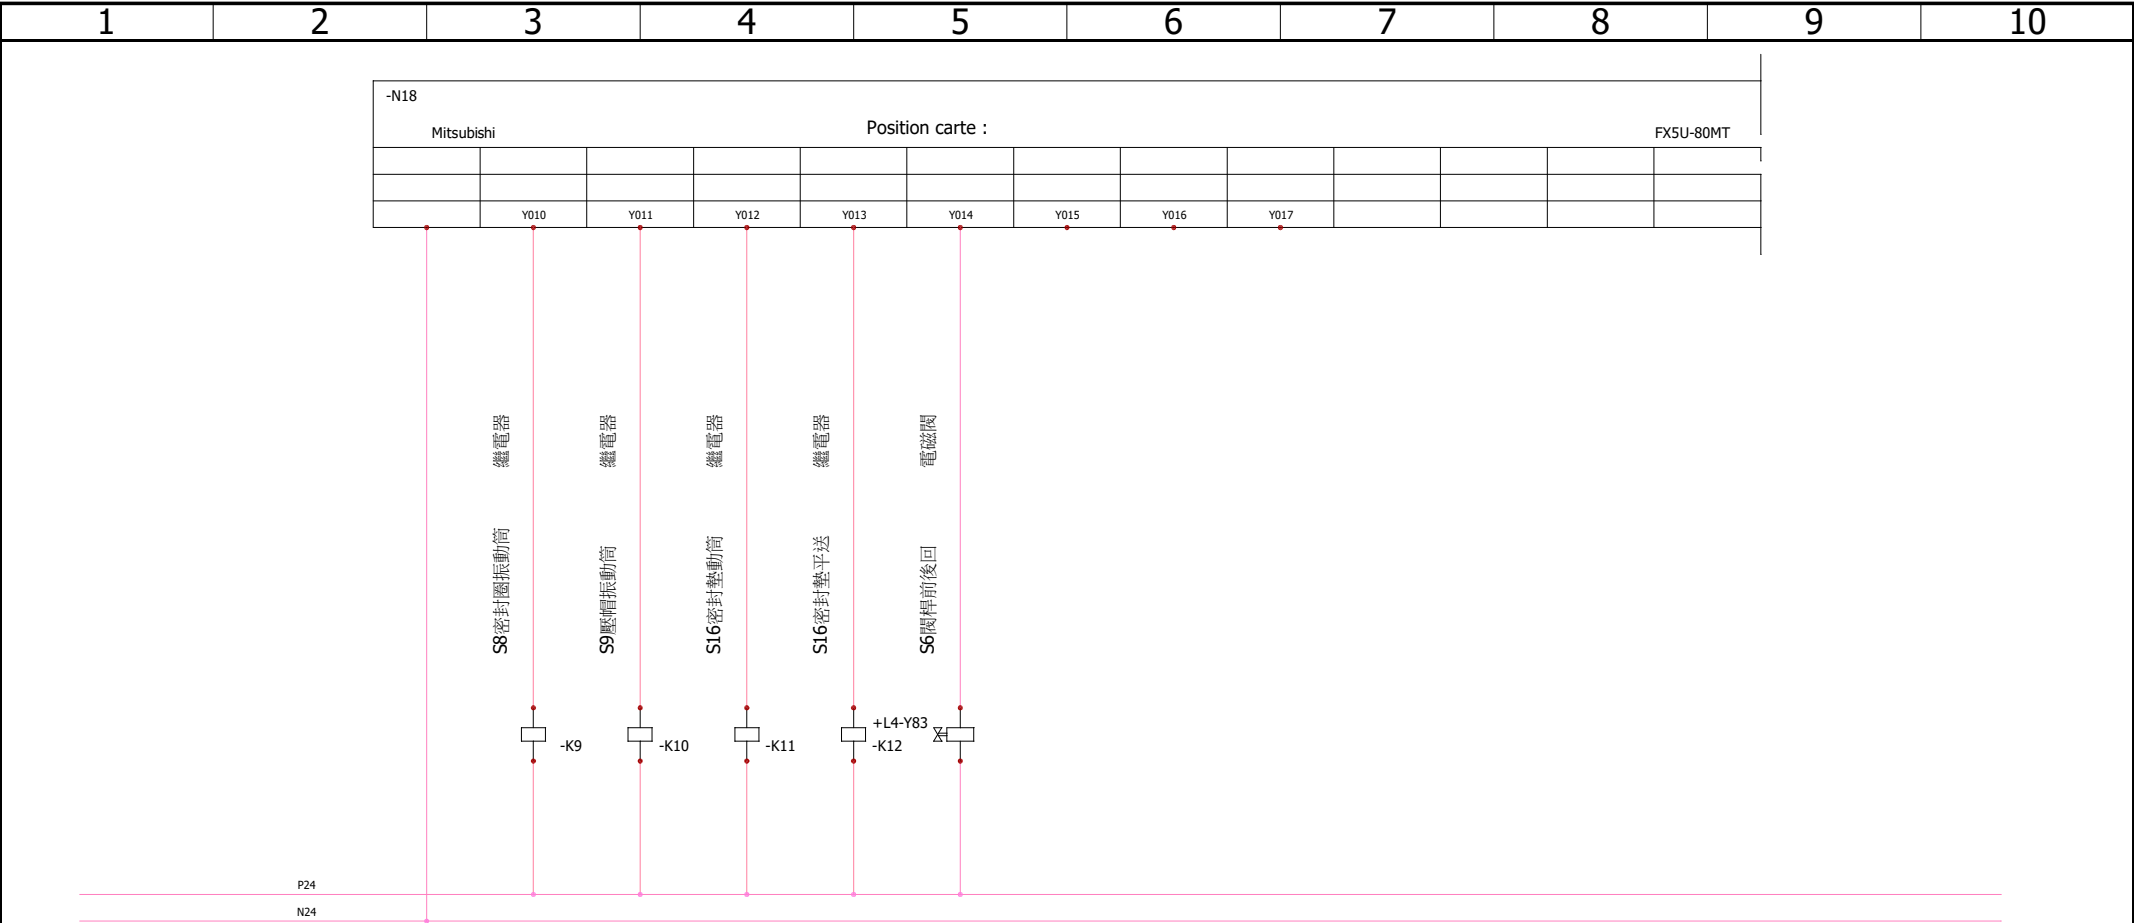 1 2 3 4 5 6 7 8 9 10
-N18
Mitsubishi Position carte : FX5U-80MT
Y010 Y011 Y012 Y013 Y014 Y015 Y016 Y017
S8密封圈振動筒 繼電器
S9壓帽振動筒 繼電器
S16密封墊動筒 繼電器
S16密封墊平送 繼電器
S6閥桿前後回 電磁閥
+L4-Y83
-K9 -K10 -K11 -K12
P24
N24